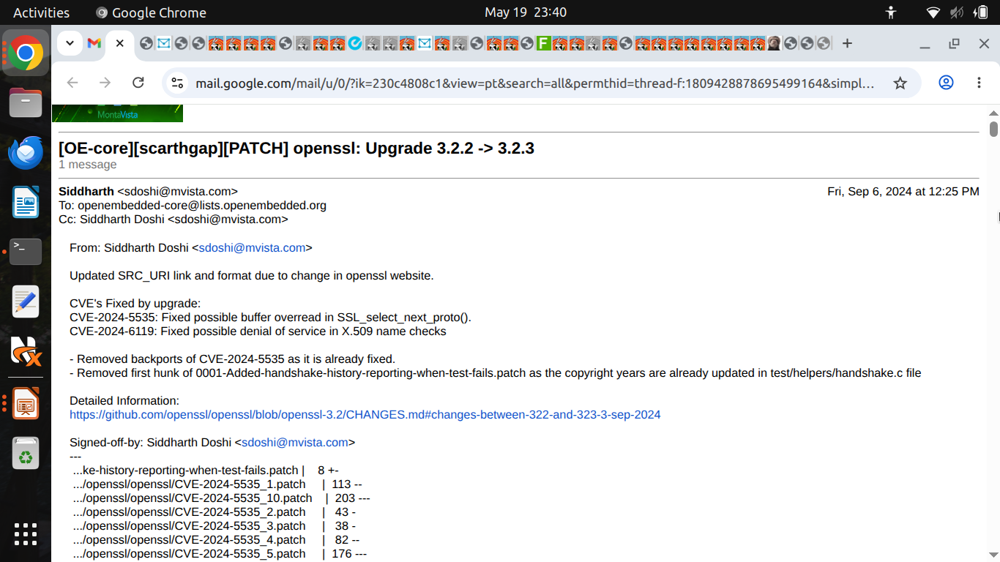 Activities
Google Chrome
May 19 23:40
mail.google.com/mail/u/0/?ik=230c4808c1&view=pt&search=all&permthid=thread-f:1809428878695499164&simpl...
MontaVista
[OE-core][scarthgap][PATCH] openssl: Upgrade 3.2.2 -> 3.2.3
1 message
Siddharth <sdoshi@mvista.com>
Fri, Sep 6, 2024 at 12:25 PM
To: openembedded-core@lists.openembedded.org
Cc: Siddharth Doshi <sdoshi@mvista.com>
From: Siddharth Doshi <sdoshi@mvista.com>
Updated SRC_URI link and format due to change in openssl website.
CVE's Fixed by upgrade:
CVE-2024-5535: Fixed possible buffer overread in SSL_select_next_proto().
CVE-2024-6119: Fixed possible denial of service in X.509 name checks
- Removed backports of CVE-2024-5535 as it is already fixed.
- Removed first hunk of 0001-Added-handshake-history-reporting-when-test-fails.patch as the copyright years are already updated in test/helpers/handshake.c file
Detailed Information:
https://github.com/openssl/openssl/blob/openssl-3.2/CHANGES.md#changes-between-322-and-323-3-sep-2024
Signed-off-by: Siddharth Doshi <sdoshi@mvista.com>
---
...ke-history-reporting-when-test-fails.patch | 8 +-
.../openssl/openssl/CVE-2024-5535_1.patch | 113 --
.../openssl/openssl/CVE-2024-5535_10.patch | 203 ---
.../openssl/openssl/CVE-2024-5535_2.patch | 43 -
.../openssl/openssl/CVE-2024-5535_3.patch | 38 -
.../openssl/openssl/CVE-2024-5535_4.patch | 82 --
.../openssl/openssl/CVE-2024-5535_5.patch | 176 ---